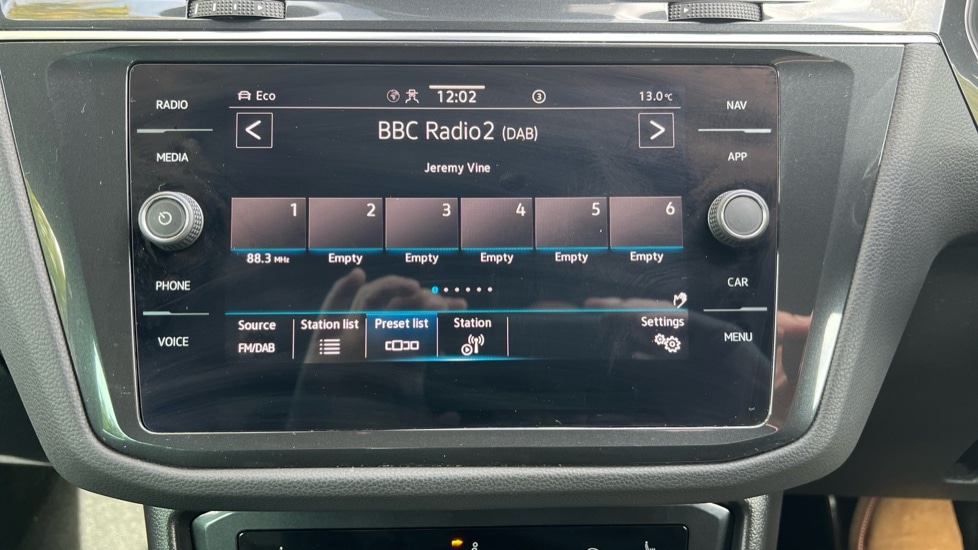 RADIO
MEDIA
PHONE
VOICE
Eco 12:02 3 13.0°C
< BBC Radio2 (DAB) >
Jeremy Vine
1 2 3 4 5 6
88.3 MHz Empty Empty Empty Empty Empty
Source Station list Preset list Station Settings
FM/DAB
NAV
APP
CAR
MENU